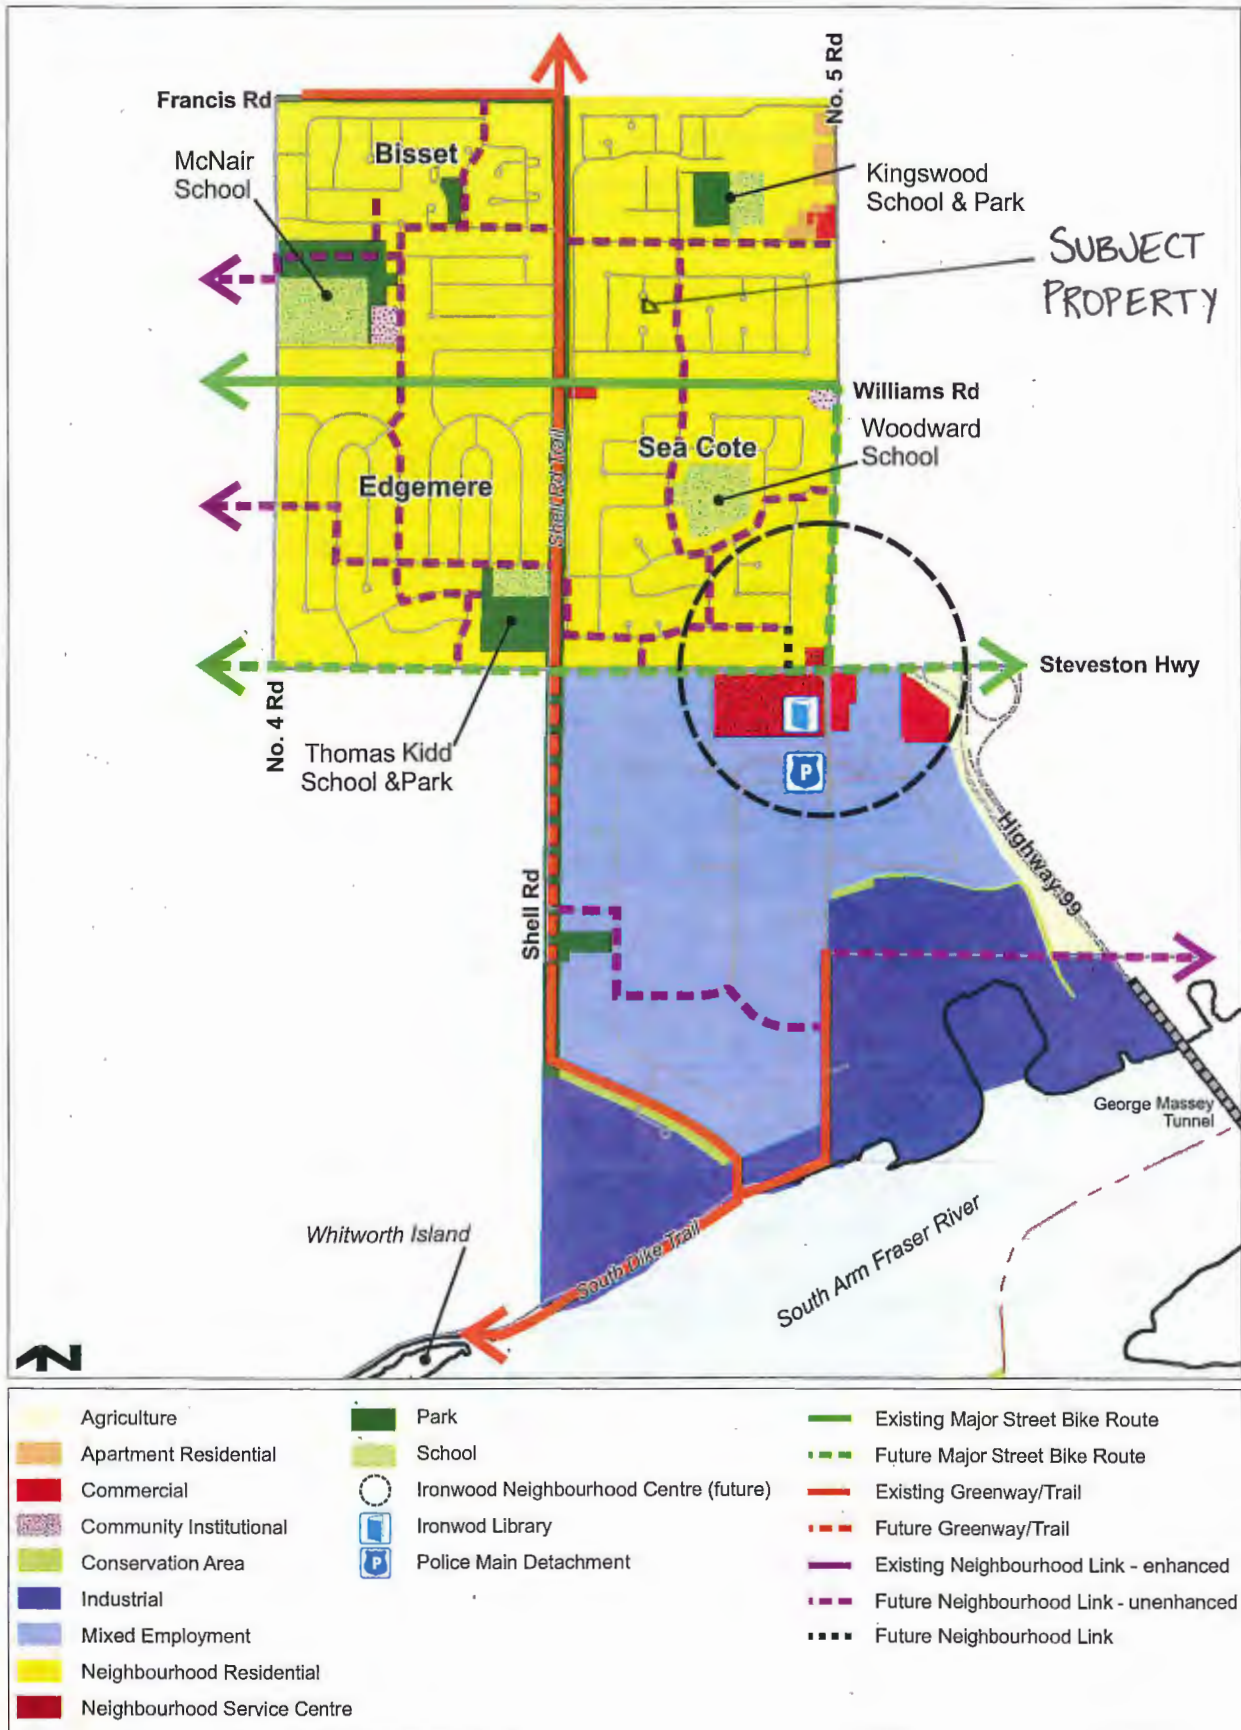 No. 5 Rd
Francis Rd
Bisset
McNair
School
Kingswood
School & Park
SUBJECT
PROPERTY
Williams Rd
Woodward
School
Sea Cote
Edgemere
Shell Rd Trail
Steveston Hwy
No. 4 Rd
Thomas Kidd
School &Park
Highway 99
Shell Rd
George Massey
Tunnel
Whitworth Island
South Dike Trail
South Arm Fraser River
N
Agriculture
Apartment Residential
Commercial
Community Institutional
Conservation Area
Industrial
Mixed Employment
Neighbourhood Residential
Neighbourhood Service Centre
Park
School
Ironwood Neighbourhood Centre (future)
Ironwod Library
P Police Main Detachment
Existing Major Street Bike Route
Future Major Street Bike Route
Existing Greenway/Trail
Future Greenway/Trail
Existing Neighbourhood Link - enhanced
Future Neighbourhood Link - unenhanced
Future Neighbourhood Link
P